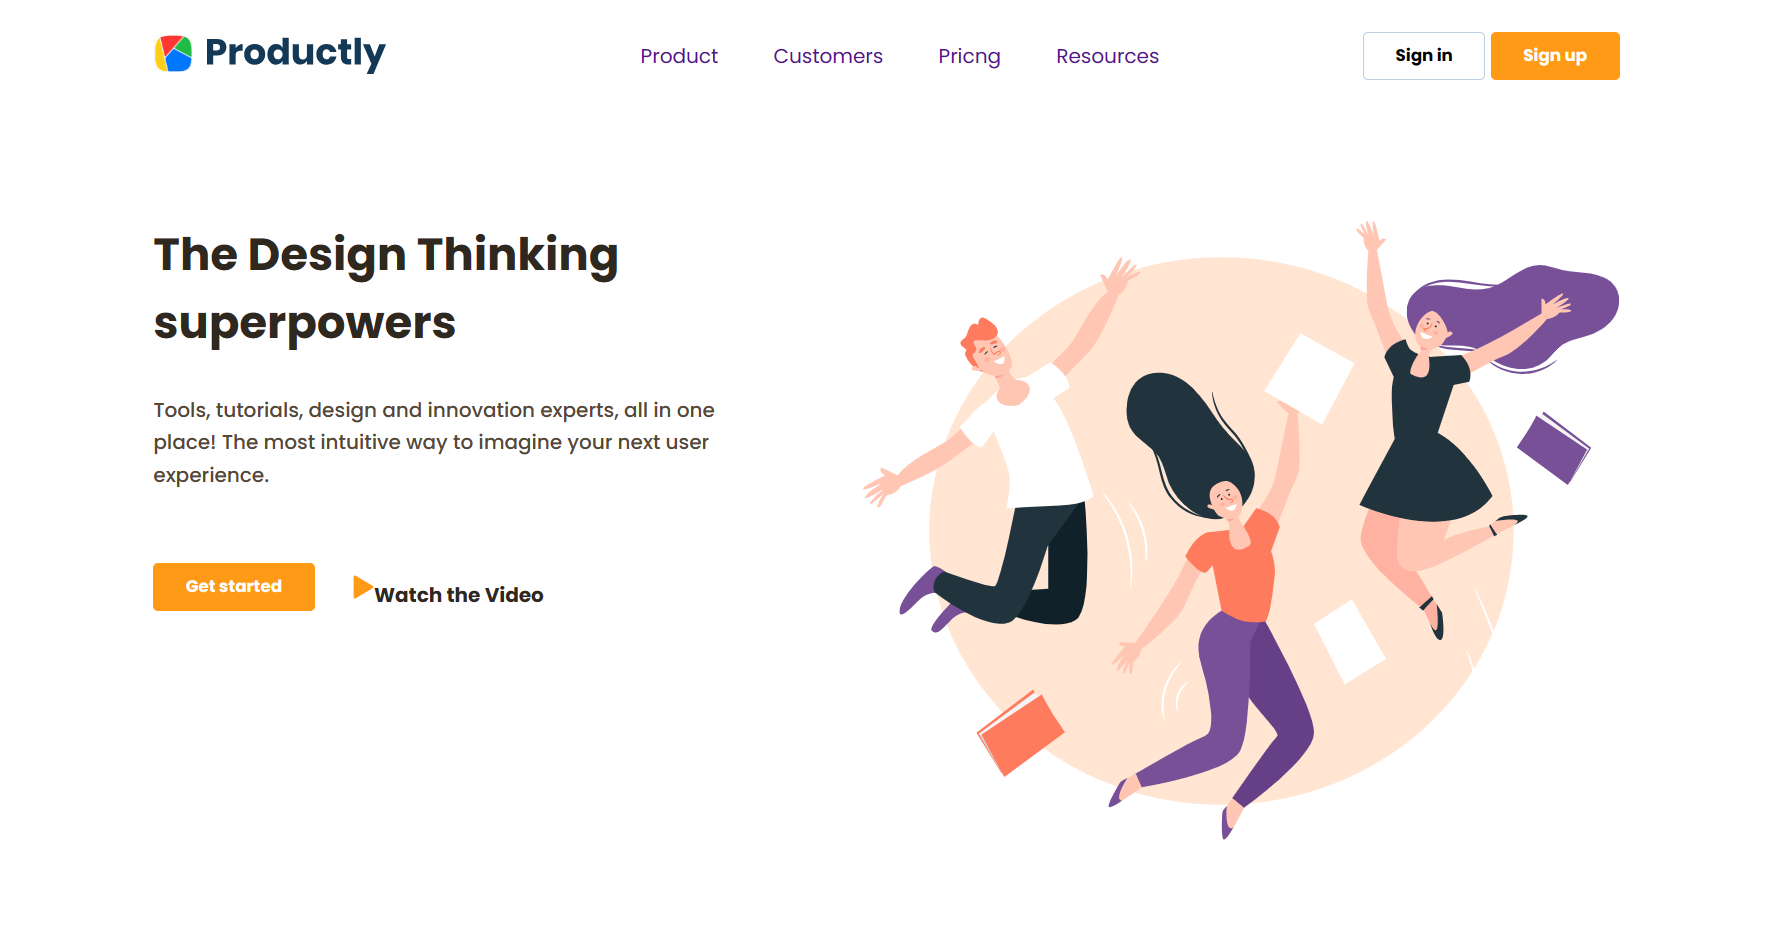 Productly
Product
Customers
Pricng
Resources
Sign in
Sign up
The Design Thinking
superpowers
Tools, tutorials, design and innovation experts, all in one
place! The most intuitive way to imagine your next user
experience.
Get started
Watch the Video